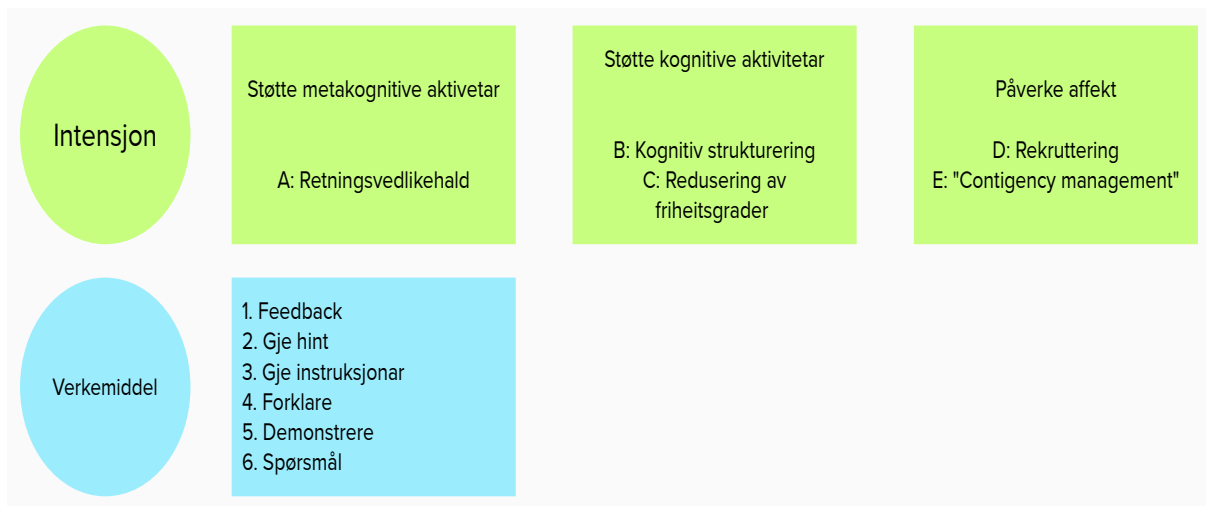 Intensjon
Støtte metakognitive aktivetar
A: Retningsvedlikehald
Støtte kognitive aktivitetar
B: Kognitiv strukturering
C: Redusering av
friheitsgrader
Påverke affekt
D: Rekruttering
E: "Contigency management"
Verkemiddel
1. Feedback
2. Gje hint
3. Gje instruksjonar
4. Forklare
5. Demonstrere
6. Spørsmål